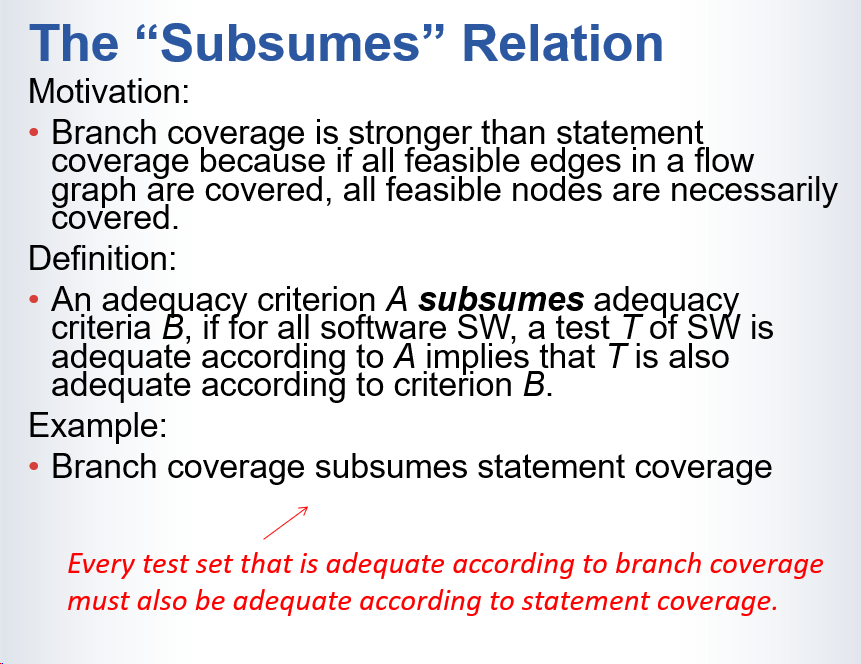 The “Subsumes” Relation
Motivation:
• Branch coverage is stronger than statement
coverage because if all feasible edges in a flow
graph are covered, all feasible nodes are necessarily
covered.
Definition:
• An adequacy criterion A subsumes adequacy
criteria B, if for all software SW, a test T of SW is
adequate according to A implies that T is also
adequate according to criterion B.
Example:
• Branch coverage subsumes statement coverage
Every test set that is adequate according to branch coverage
must also be adequate according to statement coverage.